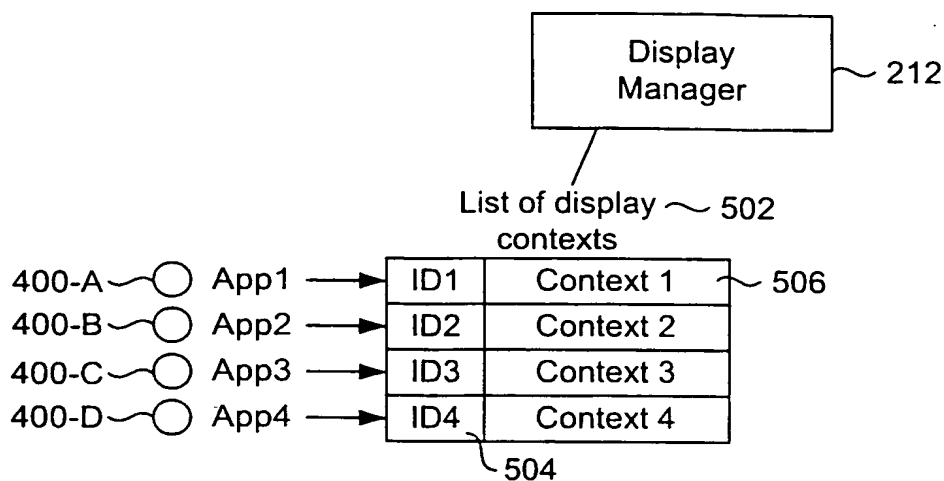 Display
Manager
212
List of display 502
contexts
400-A App1 ID1 Context 1 506
400-B App2 ID2 Context 2
400-C App3 ID3 Context 3
400-D App4 ID4 Context 4
504